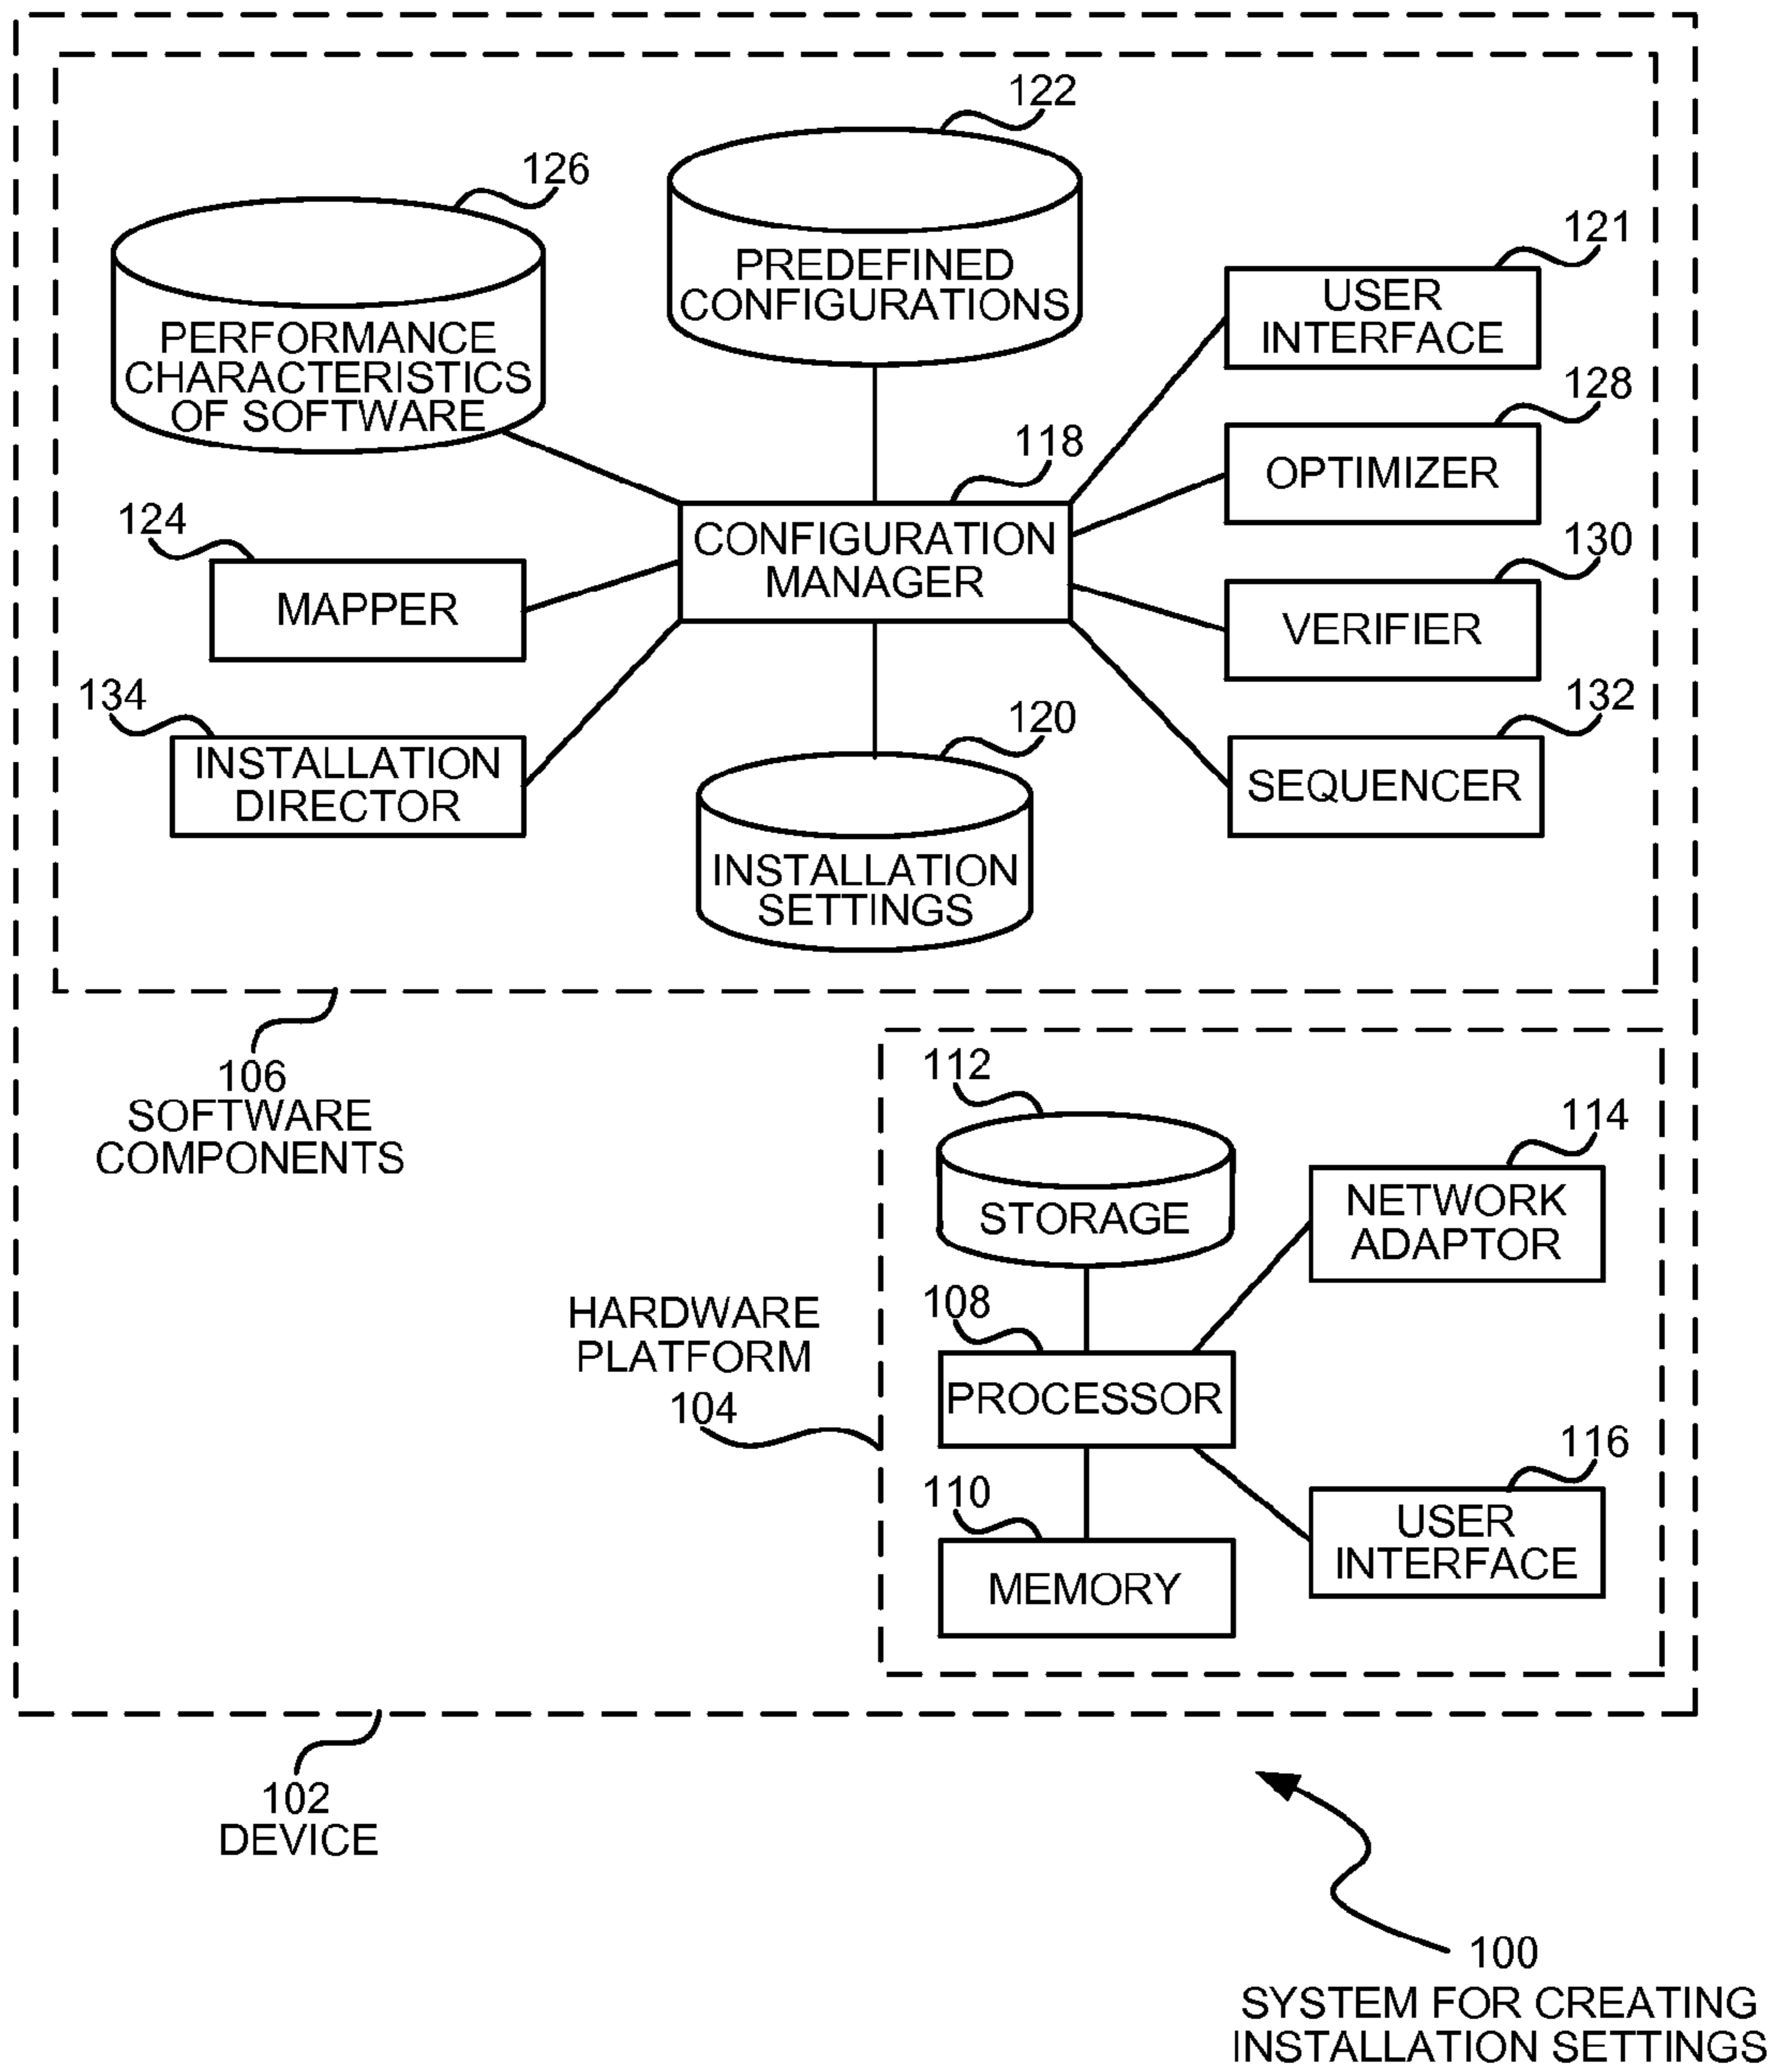 122
126
PREDEFINED
CONFIGURATIONS
PERFORMANCE
CHARACTERISTICS
OF SOFTWARE
121
USER
INTERFACE
128
OPTIMIZER
118
CONFIGURATION
MANAGER
124
MAPPER
130
VERIFIER
134
INSTALLATION
DIRECTOR
120
INSTALLATION
SETTINGS
132
SEQUENCER
106
SOFTWARE
COMPONENTS
112
STORAGE
114
NETWORK
ADAPTOR
HARDWARE
PLATFORM
104
108
PROCESSOR
110
MEMORY
116
USER
INTERFACE
102
DEVICE
100
SYSTEM FOR CREATING
INSTALLATION SETTINGS